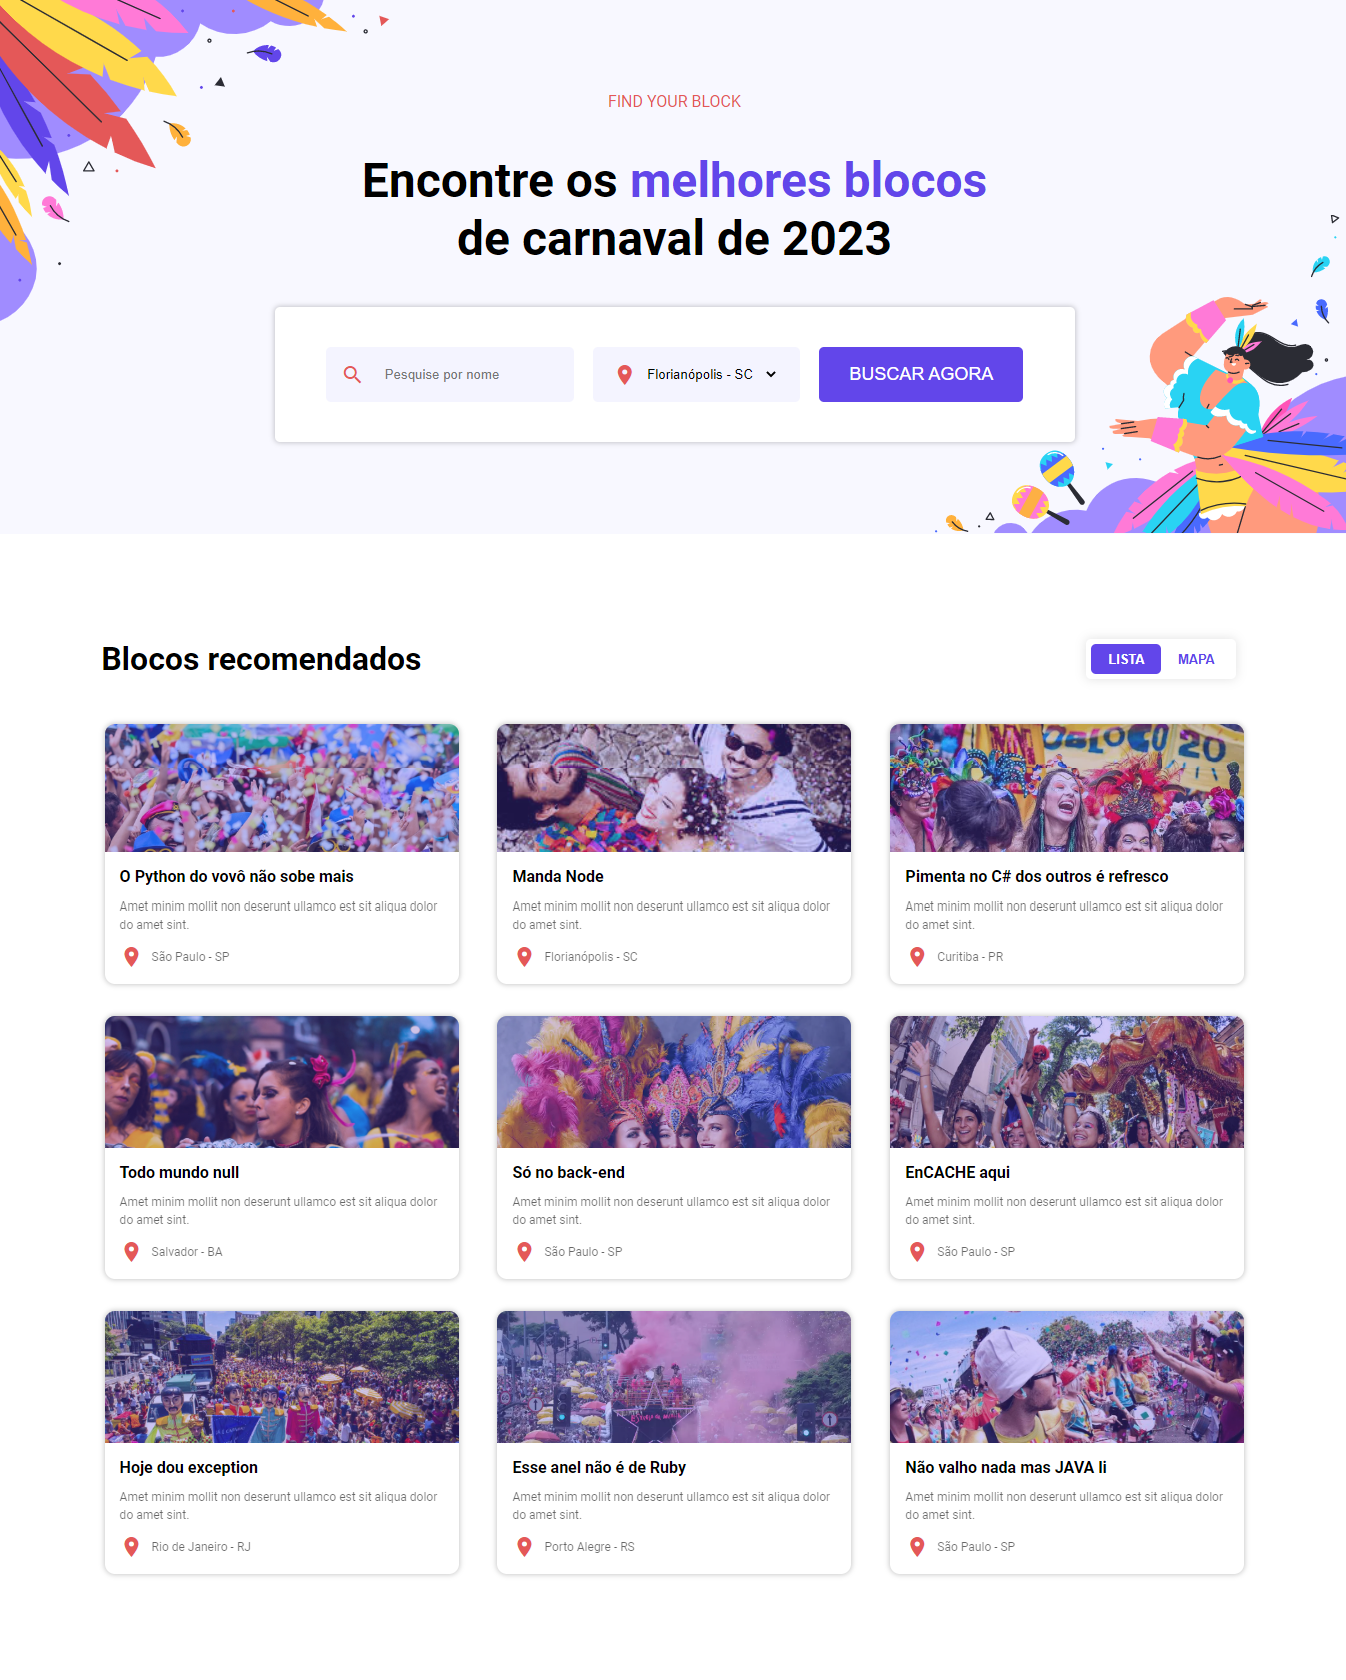 FIND YOUR BLOCK
Encontre os melhores blocos
de carnaval de 2023
Pesquise por nome
Florianópolis - SC
BUSCAR AGORA
Blocos recomendados
LISTA
MAPA
O Python do vovô não sobe mais
Amet minim mollit non deserunt ullamco est sit aliqua dolor
do amet sint.
São Paulo - SP
Manda Node
Amet minim mollit non deserunt ullamco est sit aliqua dolor
do amet sint.
Florianópolis - SC
Pimenta no C# dos outros é refresco
Amet minim mollit non deserunt ullamco est sit aliqua dolor
do amet sint.
Curitiba - PR
Todo mundo null
Amet minim mollit non deserunt ullamco est sit aliqua dolor
do amet sint.
Salvador - BA
Só no back-end
Amet minim mollit non deserunt ullamco est sit aliqua dolor
do amet sint.
São Paulo - SP
EnCACHE aqui
Amet minim mollit non deserunt ullamco est sit aliqua dolor
do amet sint.
São Paulo - SP
Hoje dou exception
Amet minim mollit non deserunt ullamco est sit aliqua dolor
do amet sint.
Rio de Janeiro - RJ
Esse anel não é de Ruby
Amet minim mollit non deserunt ullamco est sit aliqua dolor
do amet sint.
Porto Alegre - RS
Não valho nada mas JAVA li
Amet minim mollit non deserunt ullamco est sit aliqua dolor
do amet sint.
São Paulo - SP